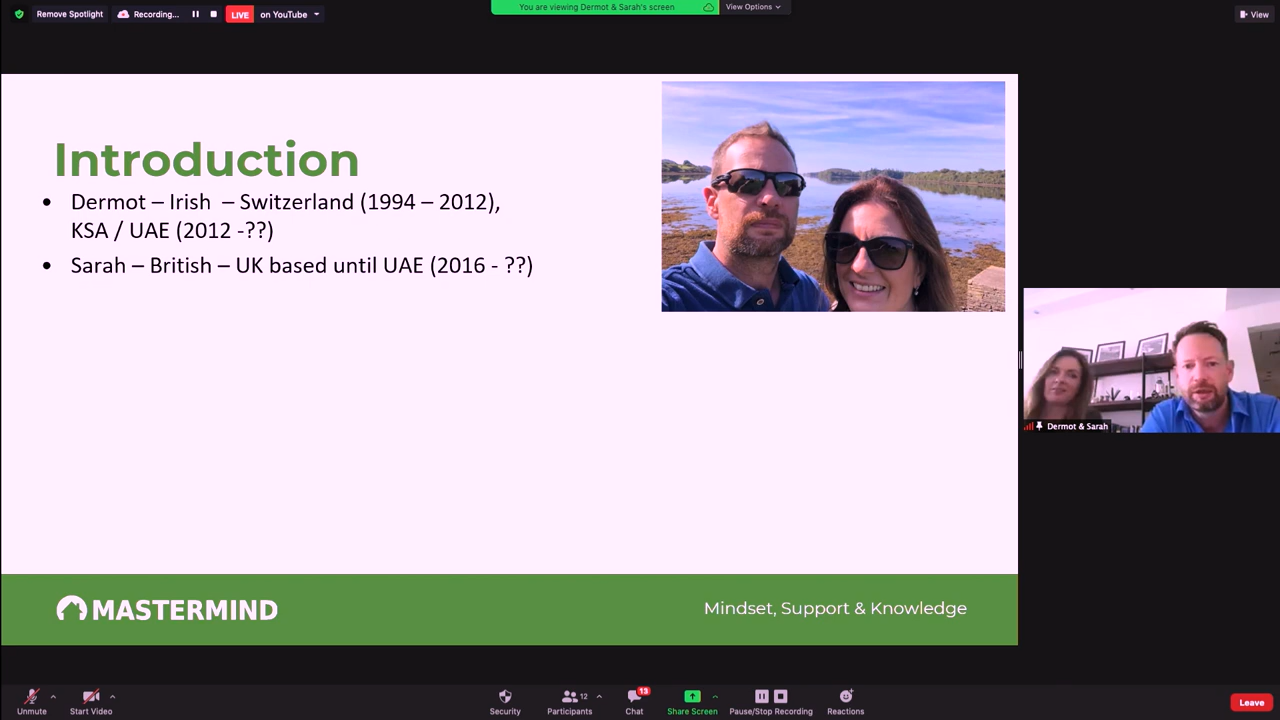 Remove Spotlight
Recording...
LIVE
on YouTube
You are viewing Dermot & Sarah's screen
View Options
View
Introduction
• Dermot – Irish – Switzerland (1994 – 2012),
KSA / UAE (2012 -??)
• Sarah – British – UK based until UAE (2016 - ??)
Dermot & Sarah
MASTERMIND
Mindset, Support & Knowledge
Unmute
Start Video
Security
12
Participants
13
Chat
Share Screen
Pause/Stop Recording
Reactions
Leave